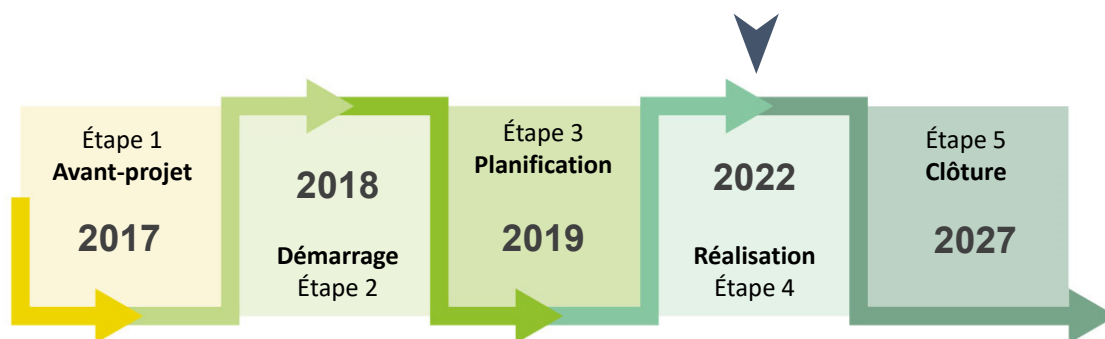 Étape 1
Avant-projet
2017
2018
Démarrage
Étape 2
Étape 3
Planification
2019
2022
Réalisation
Étape 4
Étape 5
Clôture
2027